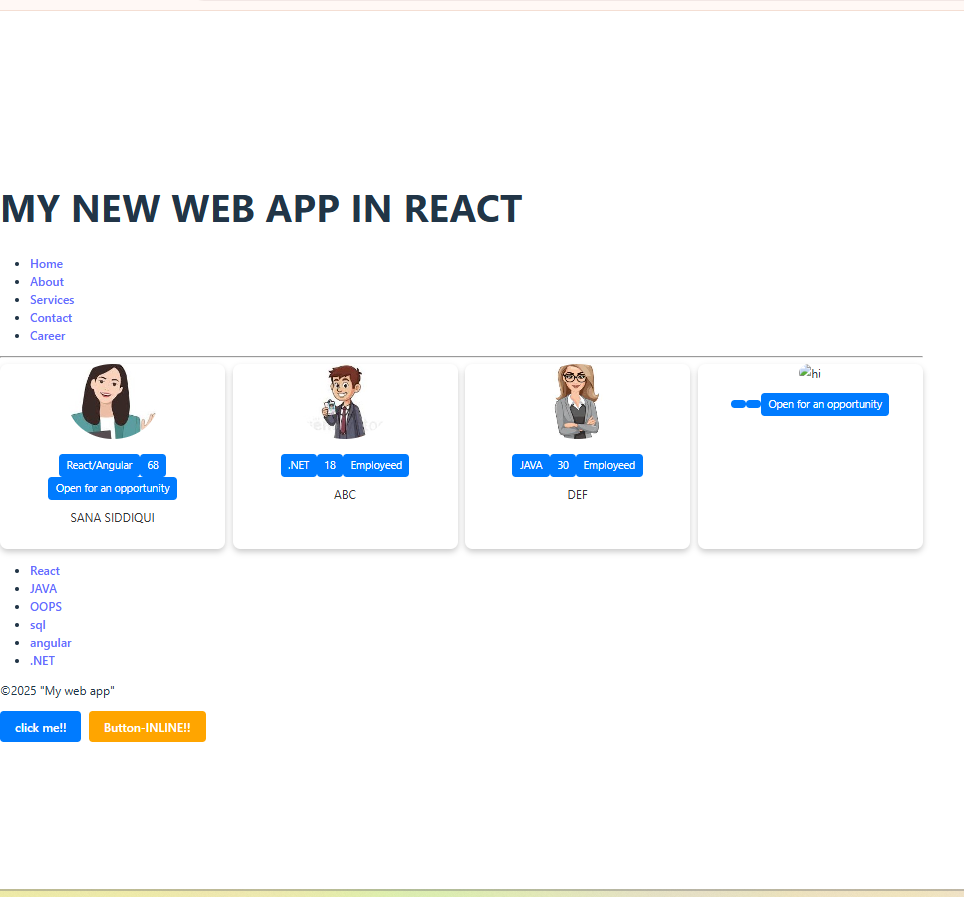 MY NEW WEB APP IN REACT
Home
About
Services
Contact
Career
hi
React/Angular 68
Open for an opportunity
SANA SIDDIQUI
.NET 18 Employeed
ABC
JAVA 30 Employeed
DEF
Open for an opportunity
React
JAVA
OOPS
sql
angular
.NET
©2025 "My web app"
click me!! Button-INLINE!!